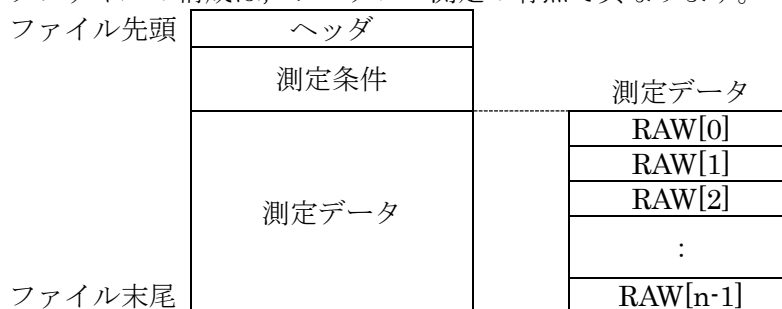 ファイル先頭
ヘッダ
測定条件
測定データ
測定データ
RAW[0]
RAW[1]
RAW[2]
:
ファイル末尾
RAW[n-1]